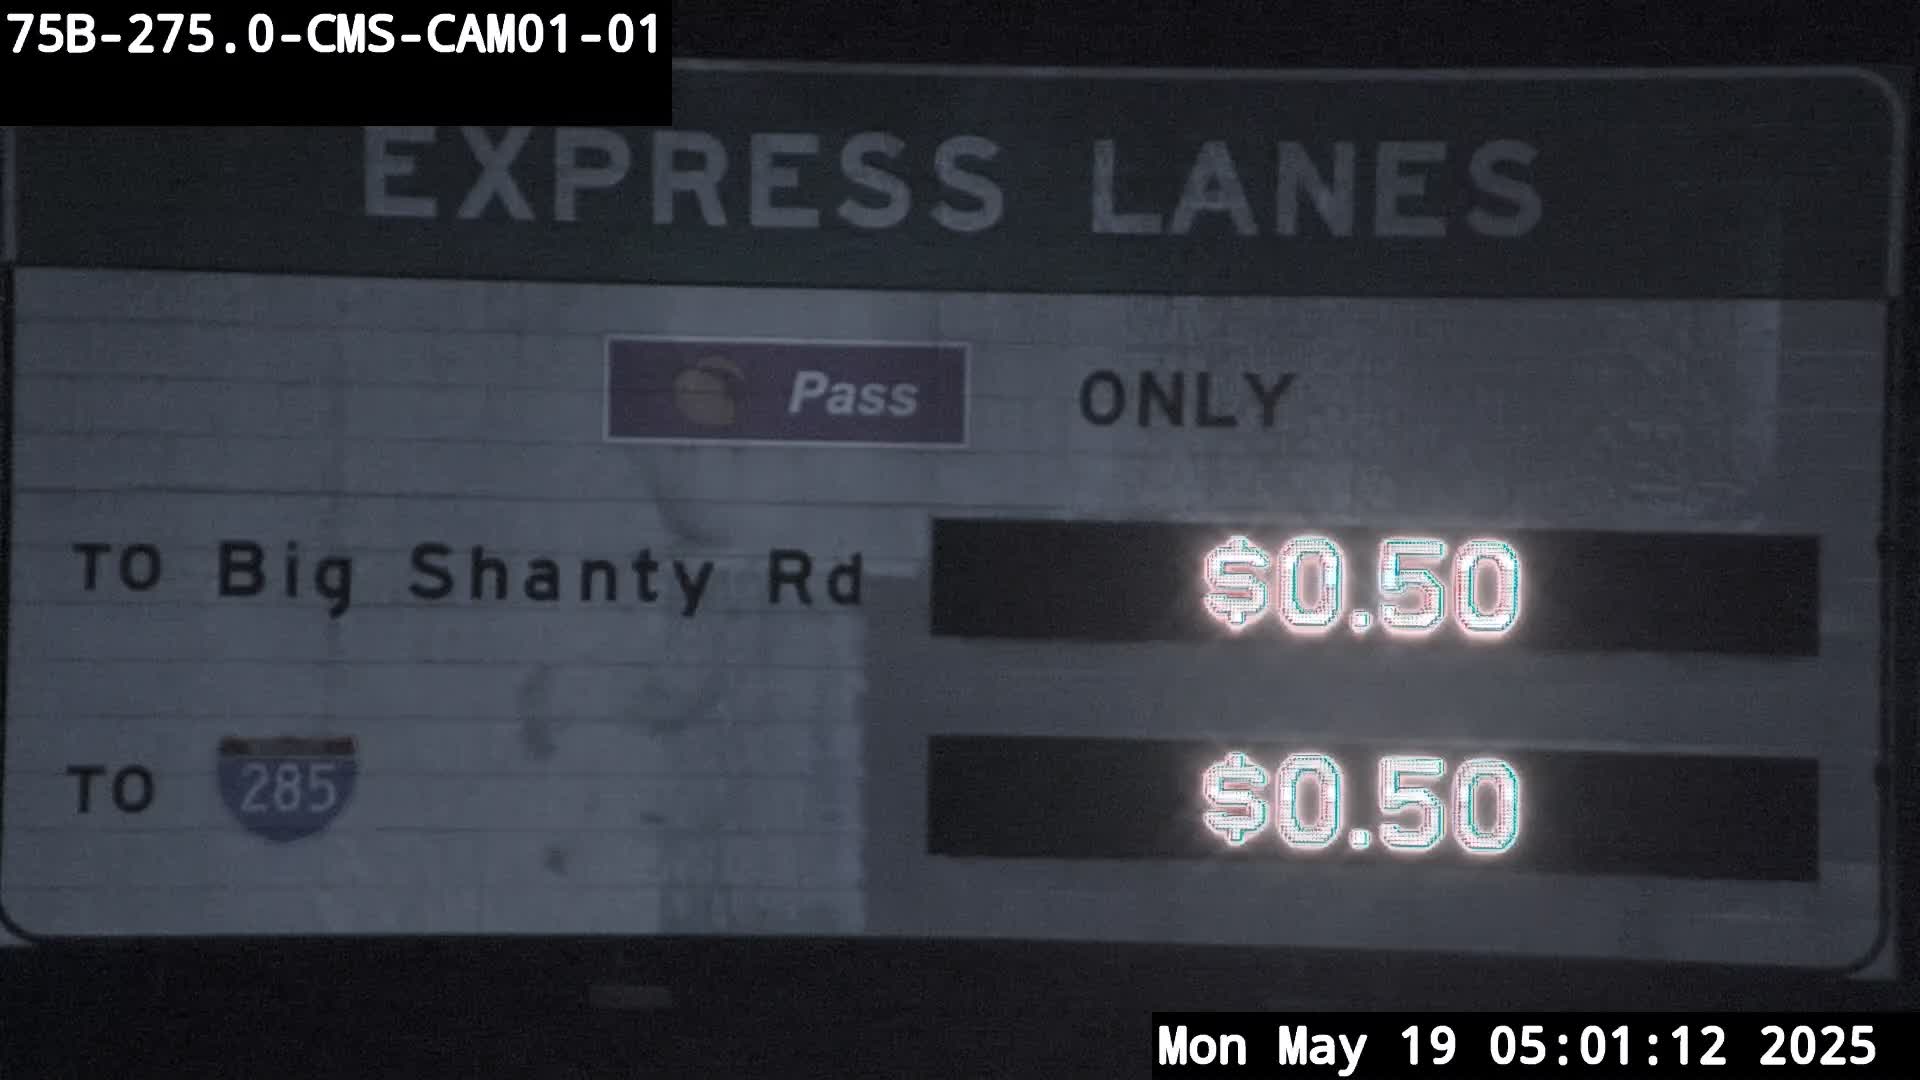 75B-275.0-CMS-CAM01-01
EXPRESS LANES
Pass ONLY
TO Big Shanty Rd $0.50
TO 285 $0.50
Mon May 19 05:01:12 2025